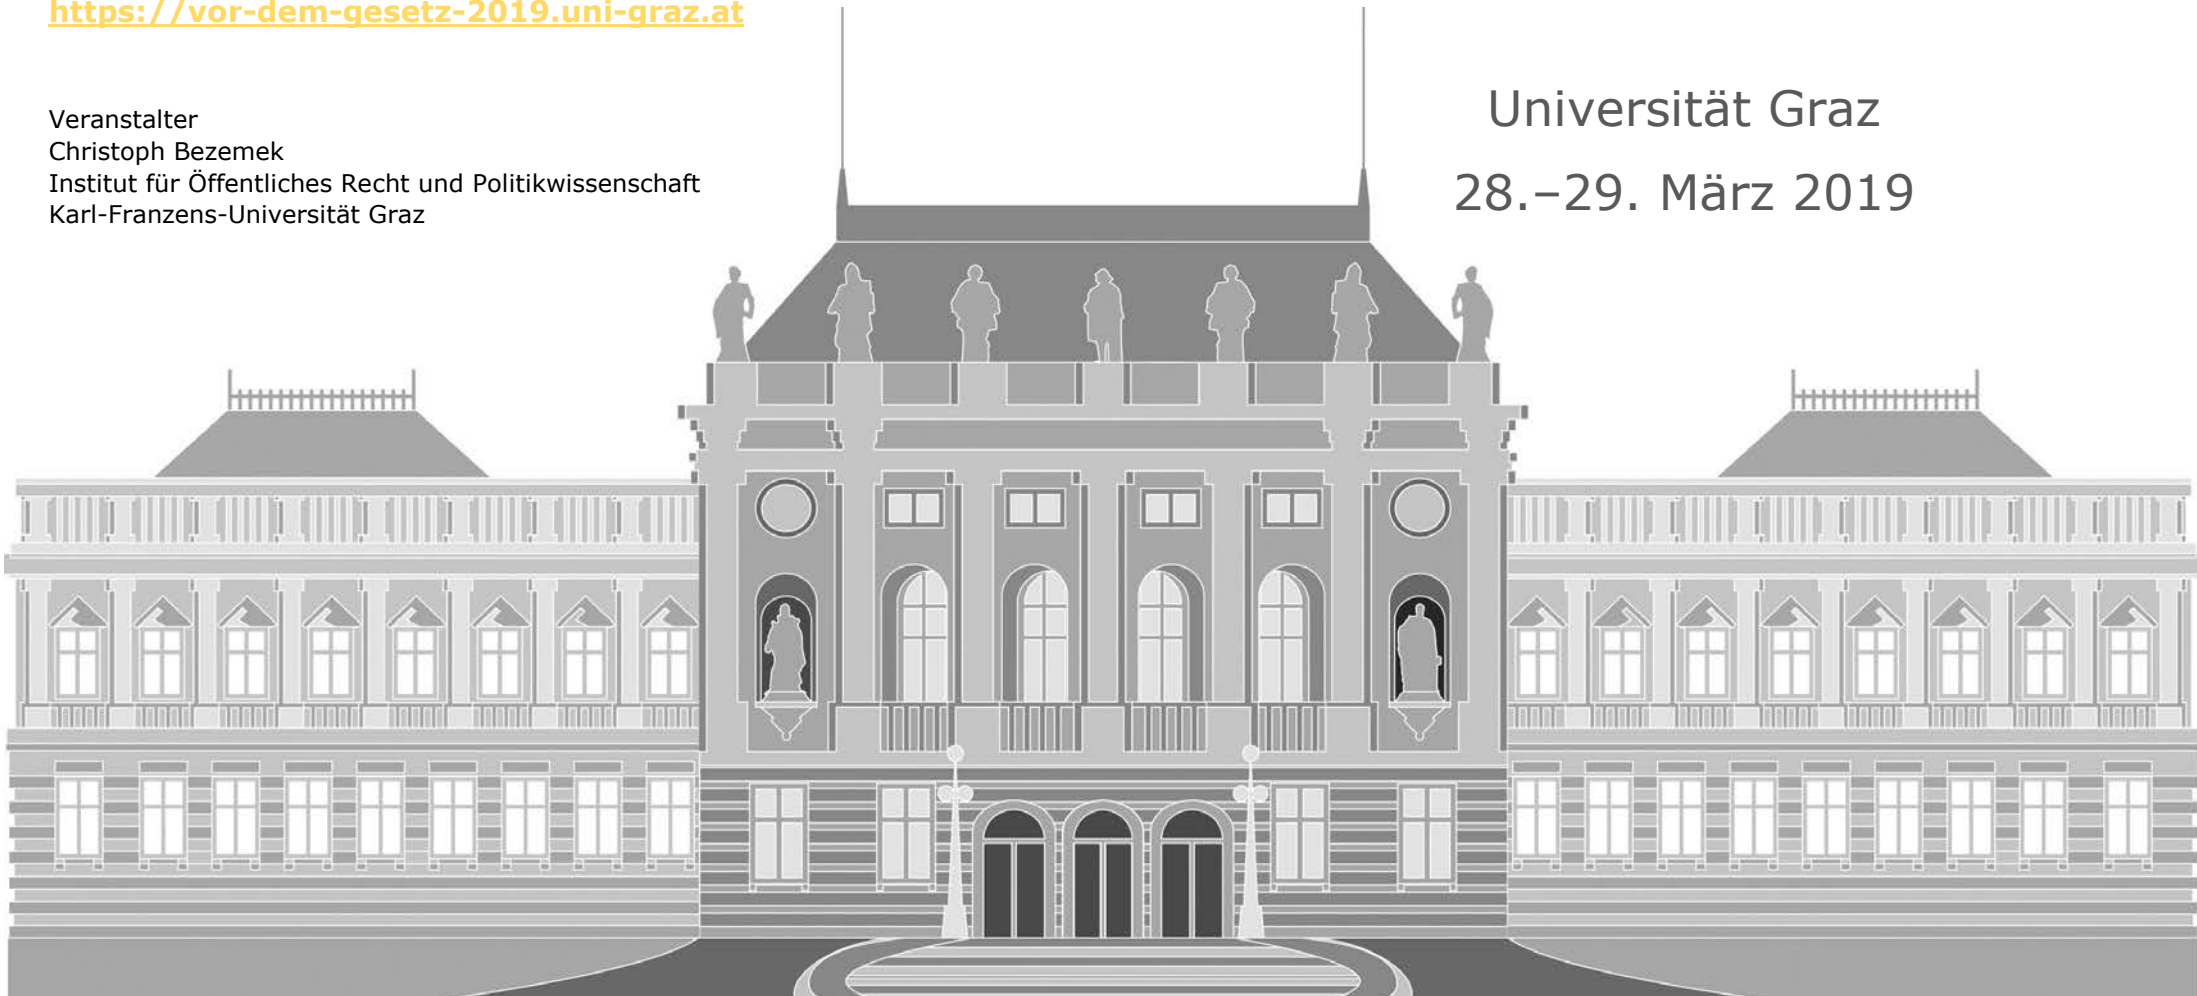 https://vor-dem-gesetz-2019.uni-graz.at
Veranstalter
Christoph Bezemek
Institut für Öffentliches Recht und Politikwissenschaft
Karl-Franzens-Universität Graz
Universität Graz
28.–29. März 2019